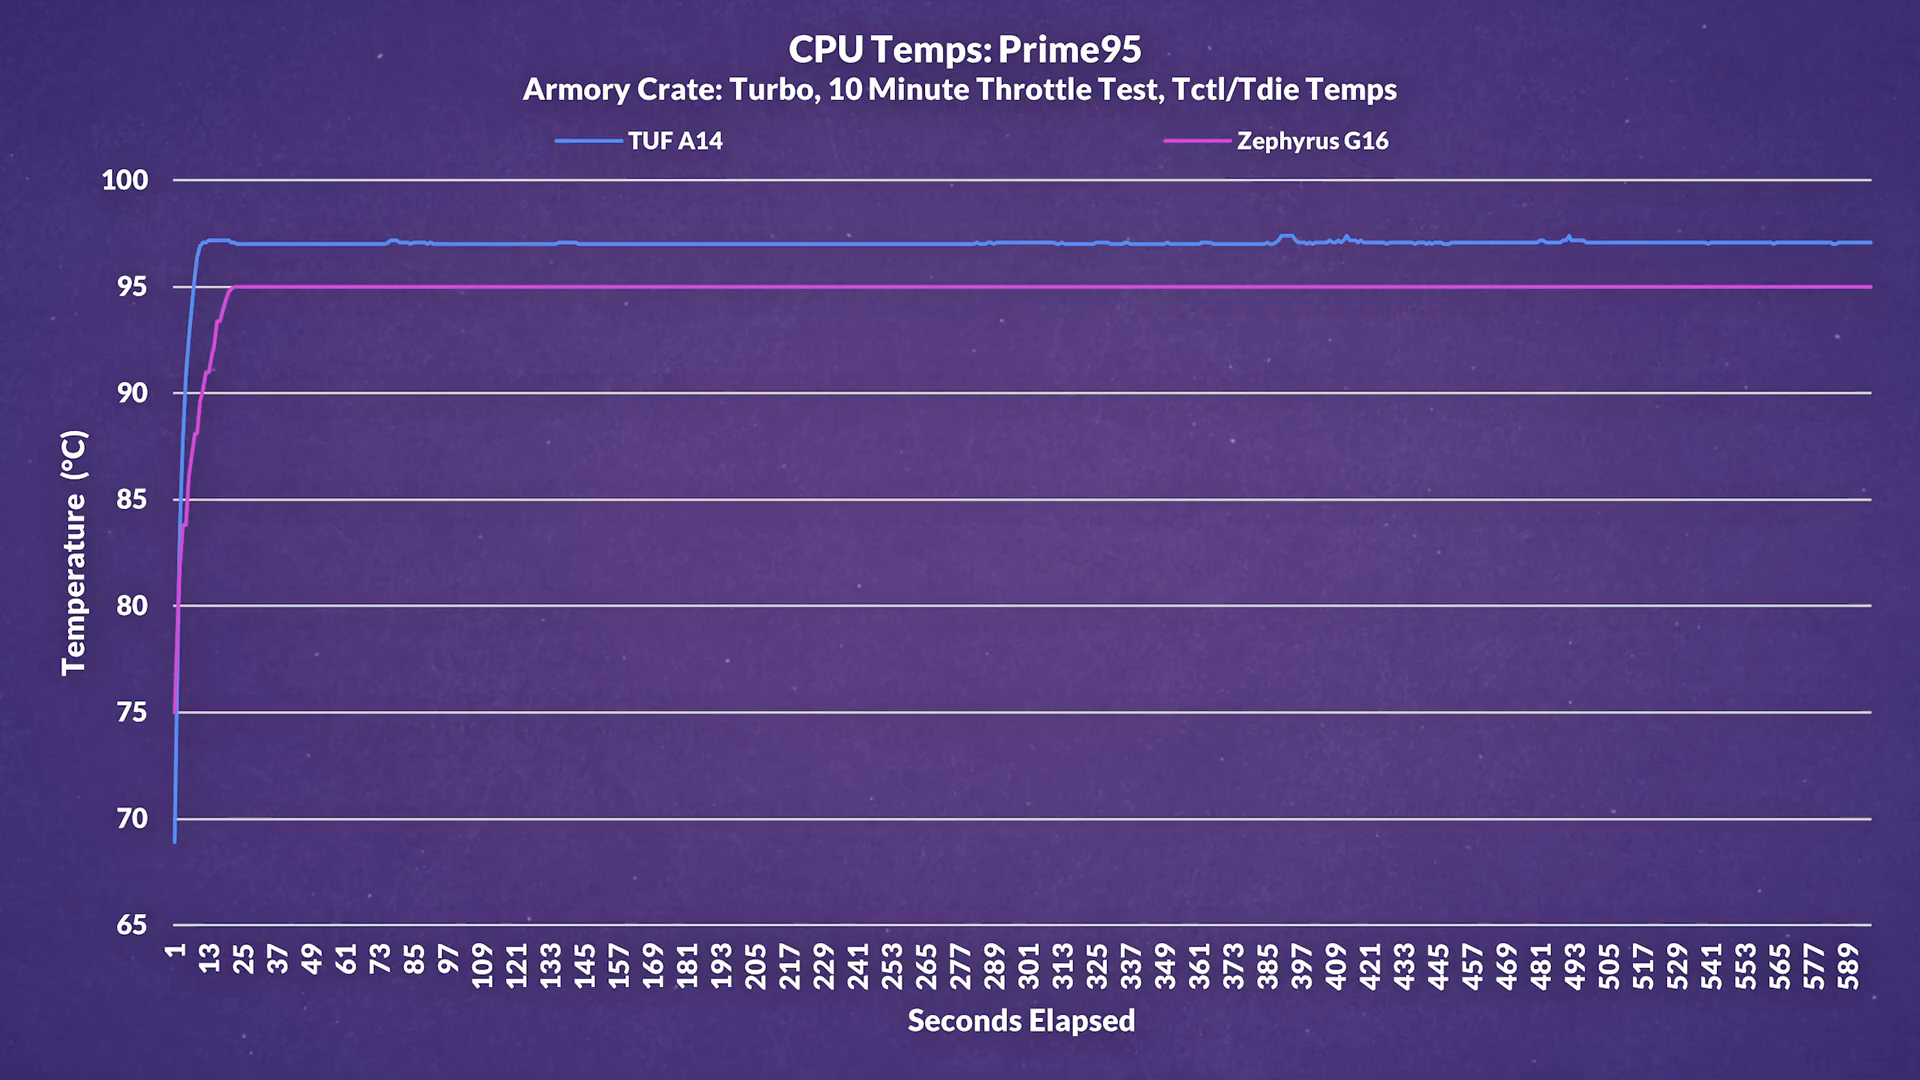 CPU Temps: Prime95
Armory Crate: Turbo, 10 Minute Throttle Test, Tctl/Tdie Temps
TUF A14
Zephyrus G16
100
95
90
85
80
75
70
65
Temperature (°C)
1 13 25 37 49 61 73 85 97 109 121 133 145 157 169 181 193 205 217 229 241 253 265 277 289 301 313 325 337 349 361 373 385 397 409 421 433 445 457 469 481 493 505 517 529 541 553 565 577 589
Seconds Elapsed